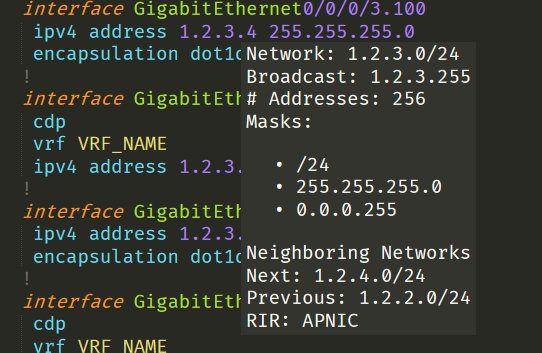 interface GigabitEthernet0/0/0/3.100
ipv4 address 1.2.3.4 255.255.255.0
encapsulation dot1
!
interface GigabitEth
cdp
vrf VRF_NAME
ipv4 address 1.2.3.
!
interface GigabitEth
ipv4 address 1.2.3.
encapsulation dot1
!
interface GigabitEth
cdp
vrf VRF_NAME
Network: 1.2.3.0/24
Broadcast: 1.2.3.255
# Addresses: 256
Masks:
• /24
• 255.255.255.0
• 0.0.0.255
Neighboring Networks
Next: 1.2.4.0/24
Previous: 1.2.2.0/24
RIR: APNIC